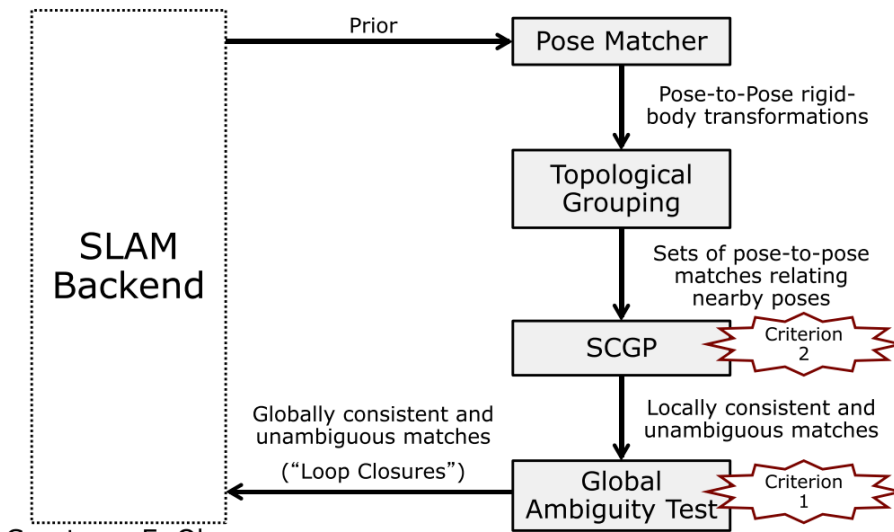 Prior
Pose Matcher
Pose-to-Pose rigid-
body transformations
Topological
Grouping
SLAM
Backend
Sets of pose-to-pose
matches relating
nearby poses
SCGP
Criterion
2
Globally consistent and
unambiguous matches
("Loop Closures")
Locally consistent and
unambiguous matches
Global
Ambiguity Test
Criterion
1